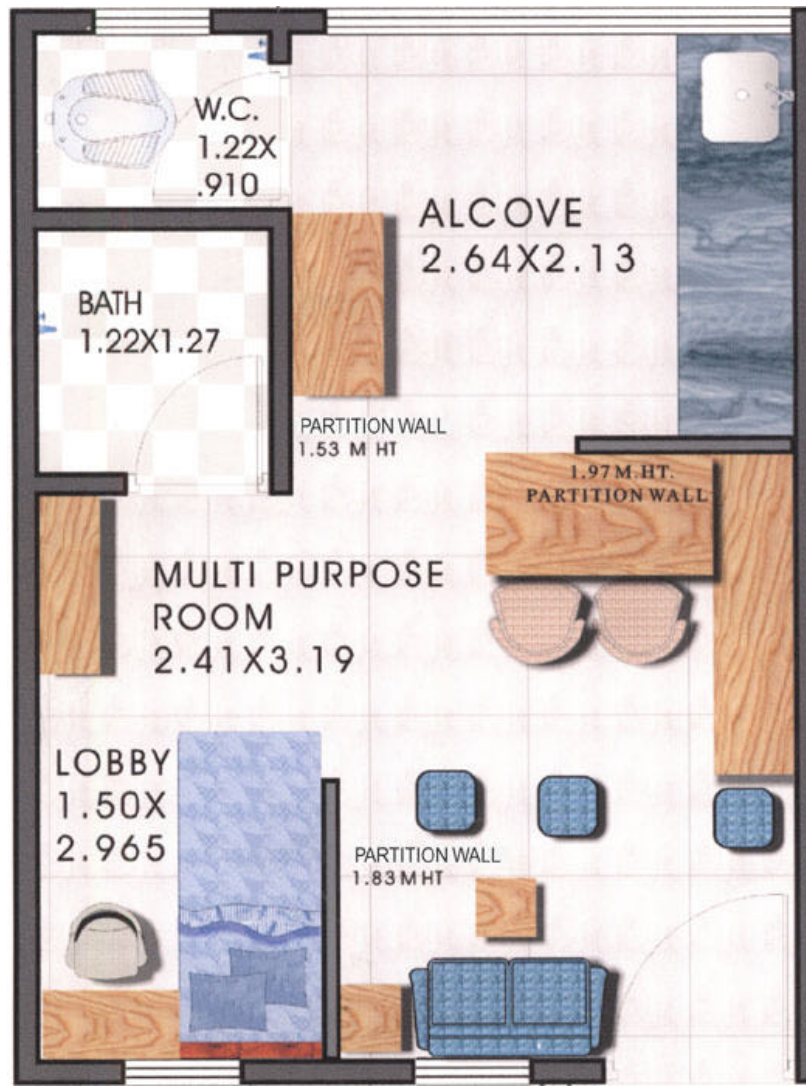 W.C.
1.22X
.910
ALCOVE
2.64X2.13
BATH
1.22X1.27
PARTITION WALL
1.53 M HT
1.97 M.HT.
PARTITION WALL
MULTI PURPOSE
ROOM
2.41X3.19
LOBBY
1.50X
2.965
PARTITION WALL
1.83 M HT